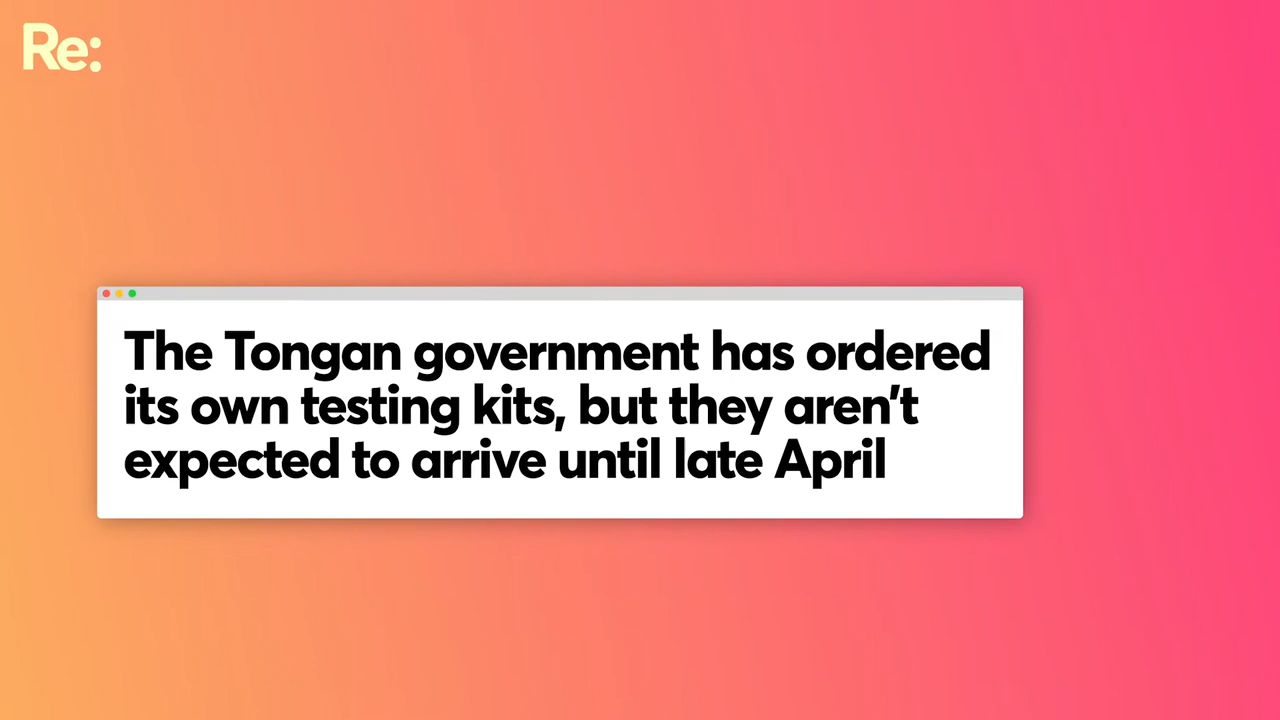 Re:
The Tongan government has ordered
its own testing kits, but they aren’t
expected to arrive until late April